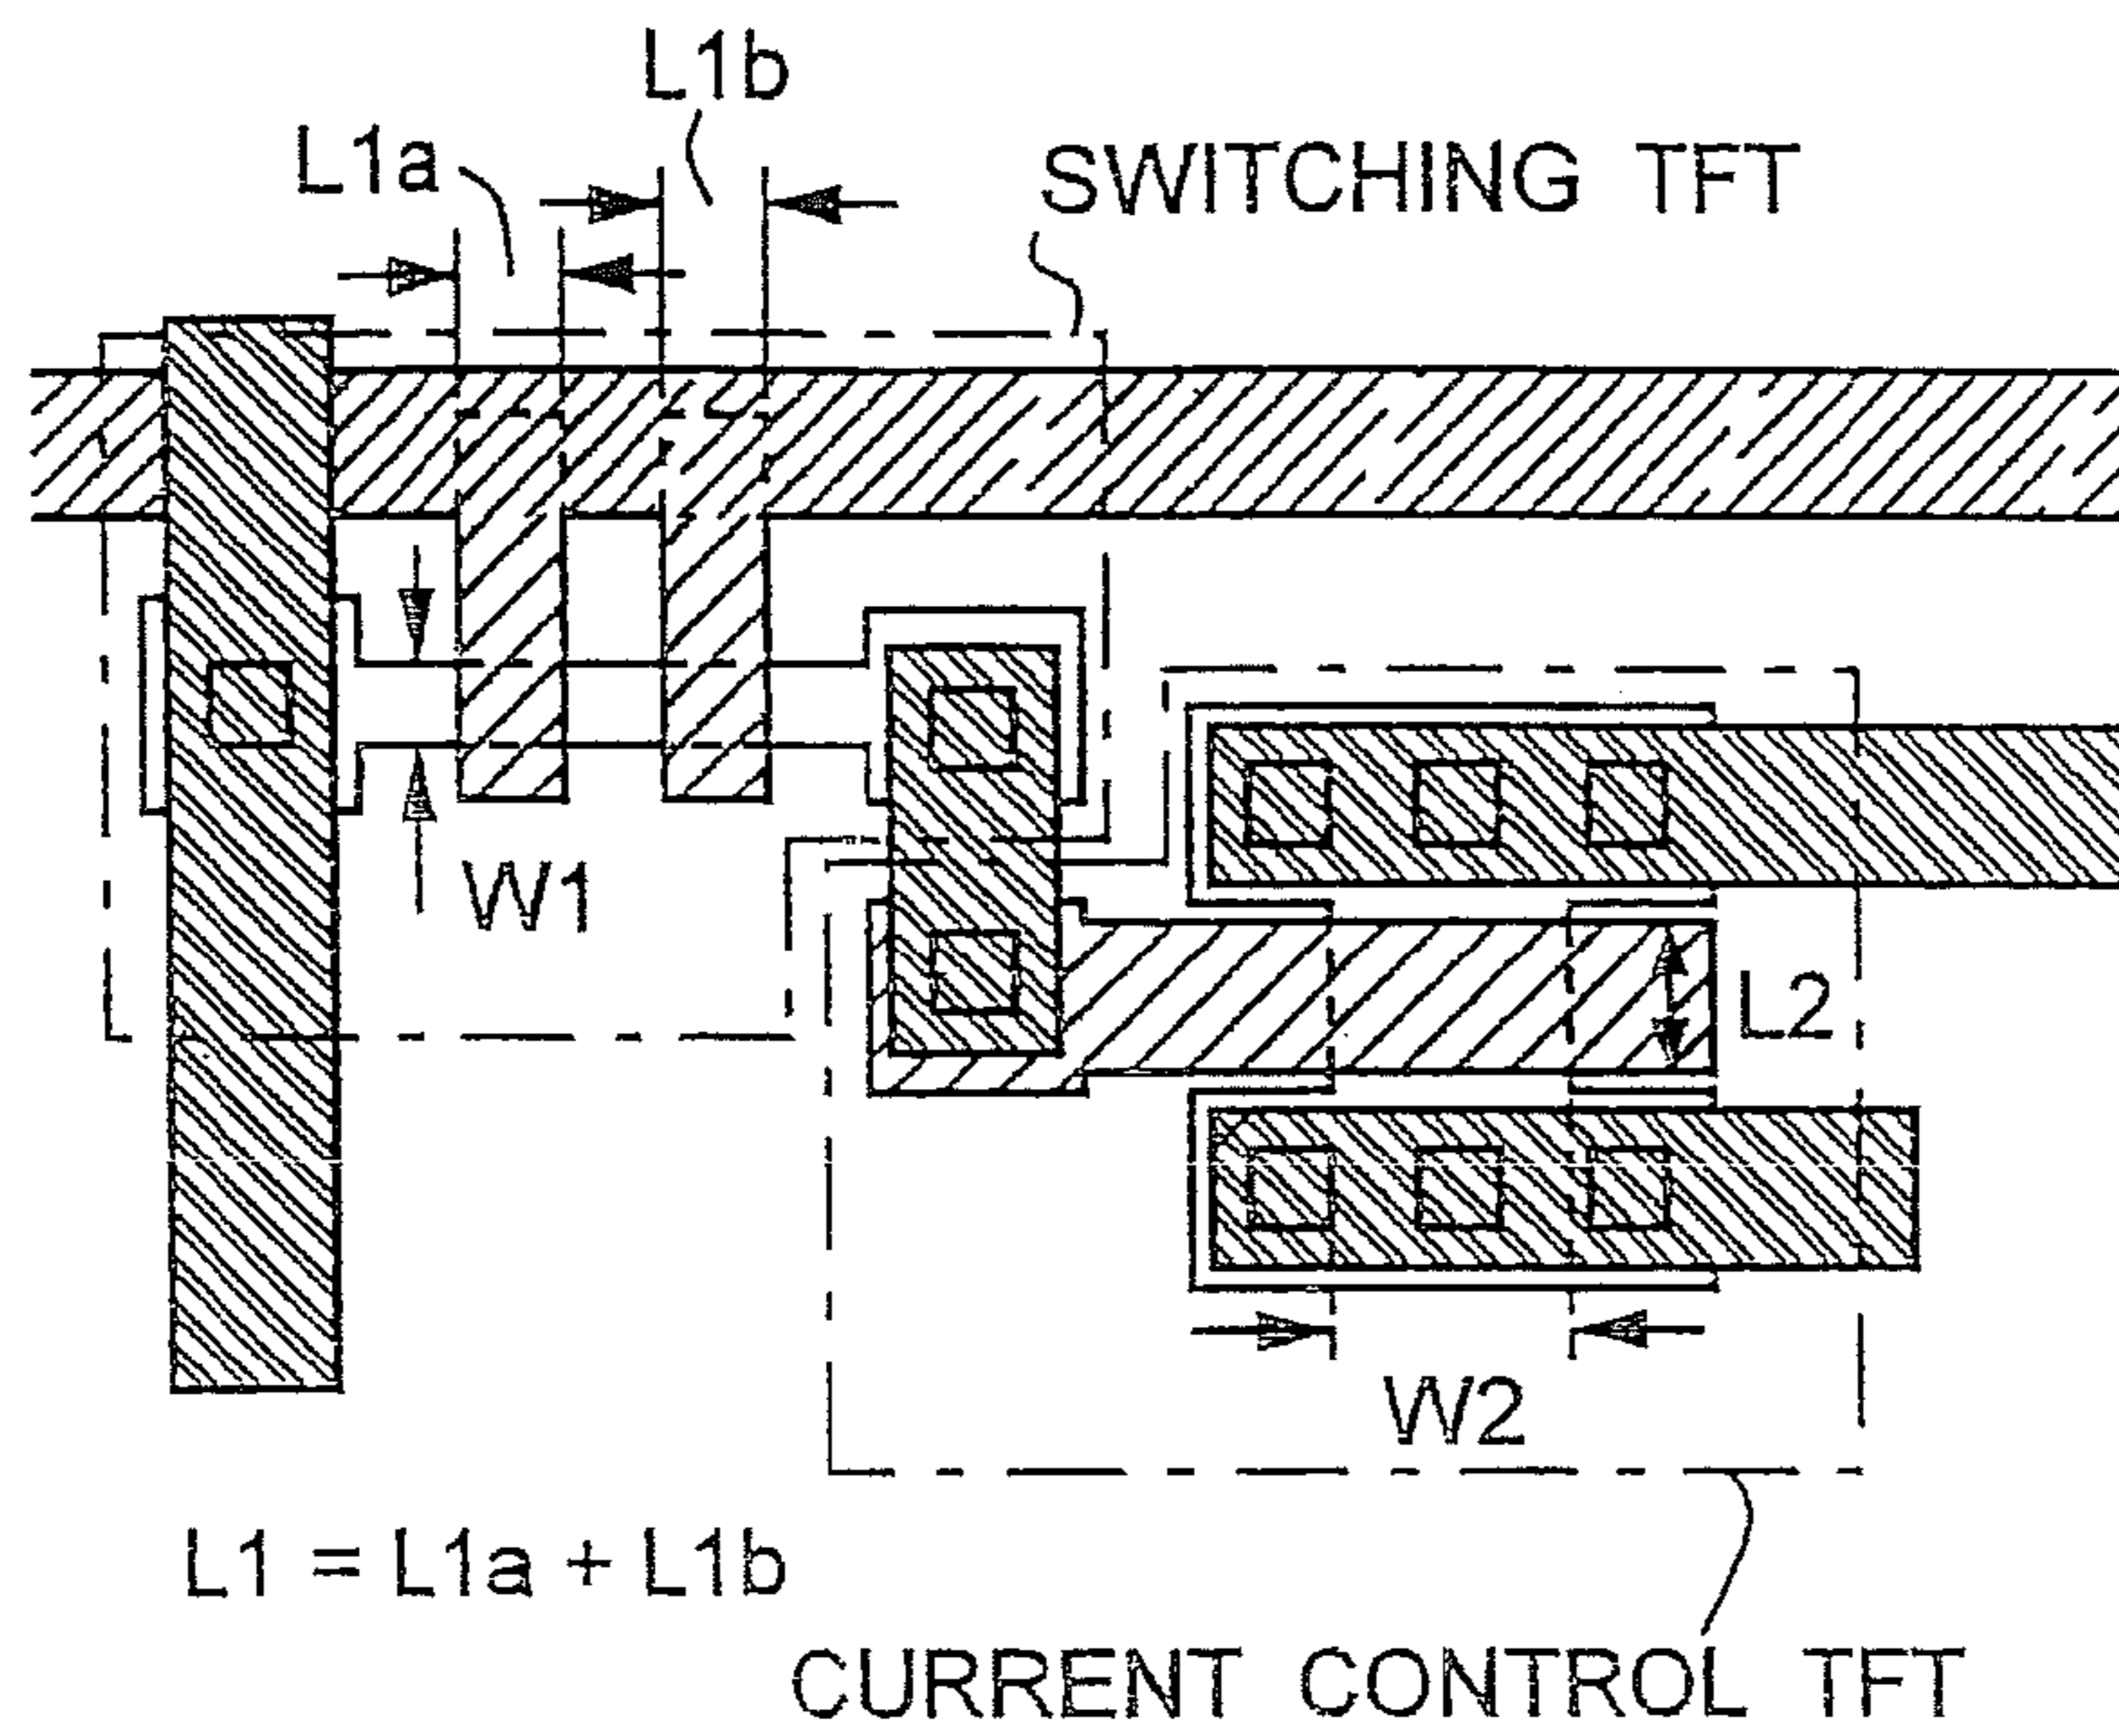 L1b
L1a
SWITCHING TFT
W1
L2
W2
L1 = L1a + L1b
CURRENT CONTROL TFT